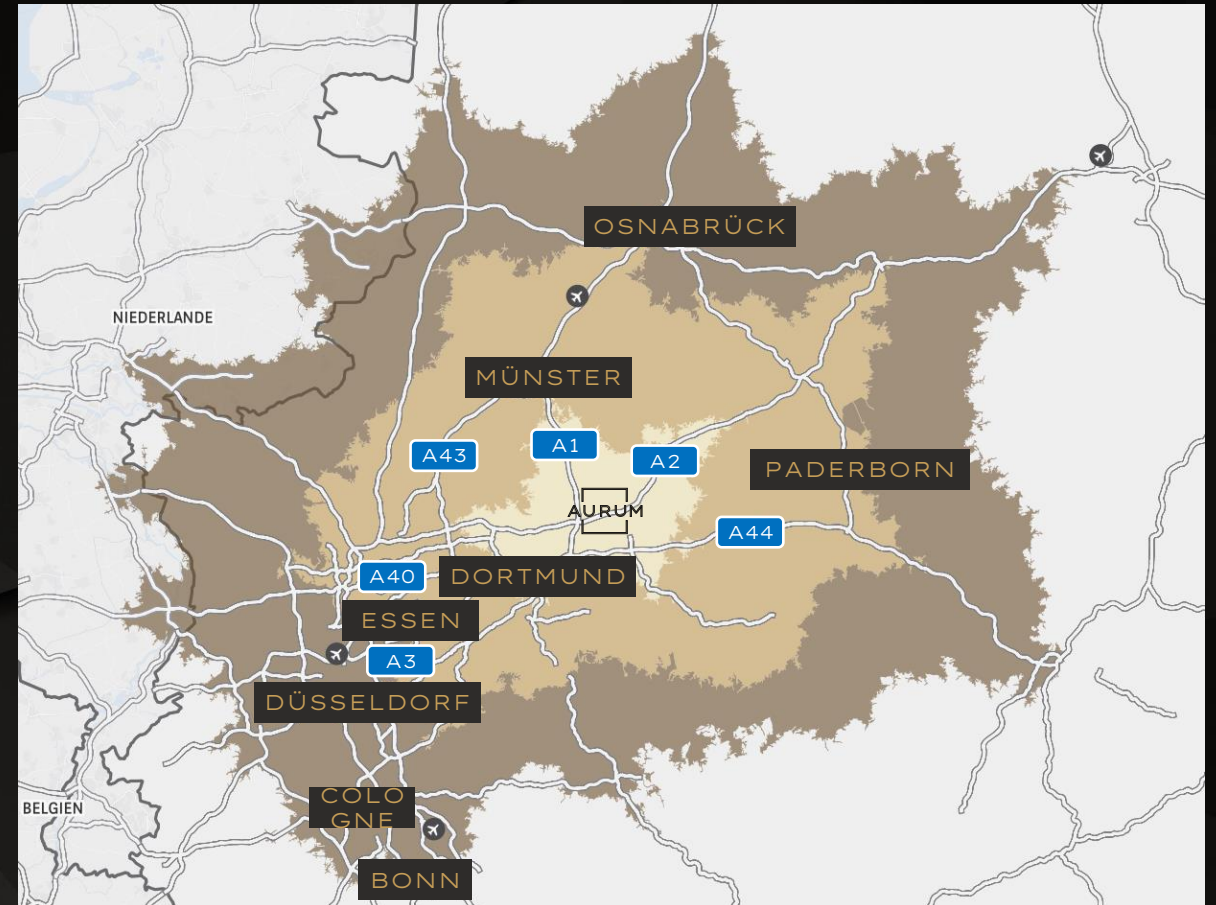 OSNABRÜCK
NIEDERLANDE
MÜNSTER
A1
A43
A2
PADERBORN
AURUM
A44
A40
DORTMUND
ESSEN
A3
DÜSSELDORF
COLO
GNE
BELGIEN
BONN